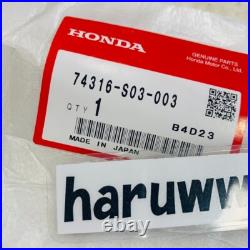 HONDA
GENUINE PARTS
Honda Motor Co., Ltd.
74316-S03-003
QTY
1
B4D23
MADE IN JAPAN
haruww